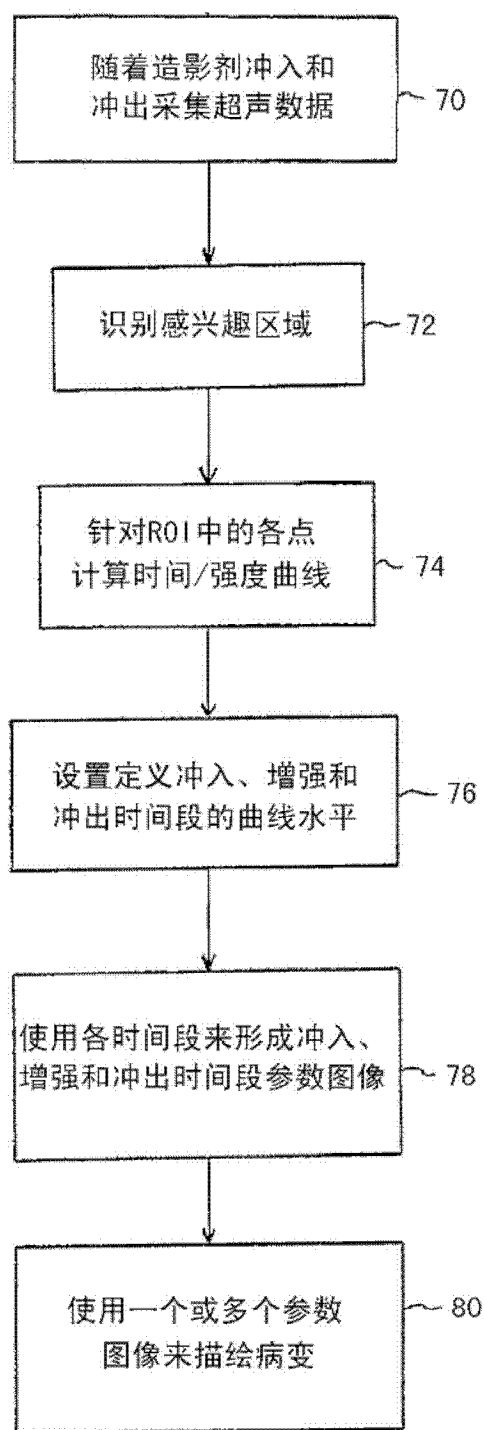 随着造影剂冲入和
冲出采集超声数据
70
识别感兴趣区域
72
针对ROI中的各点
计算时间/强度曲线
74
设置定义冲入、增强和
冲出时间段的曲线水平
76
使用各时间段来形成冲入、
增强和冲出时间段参数图像
78
使用一个或多个参数
图像来描绘病变
80